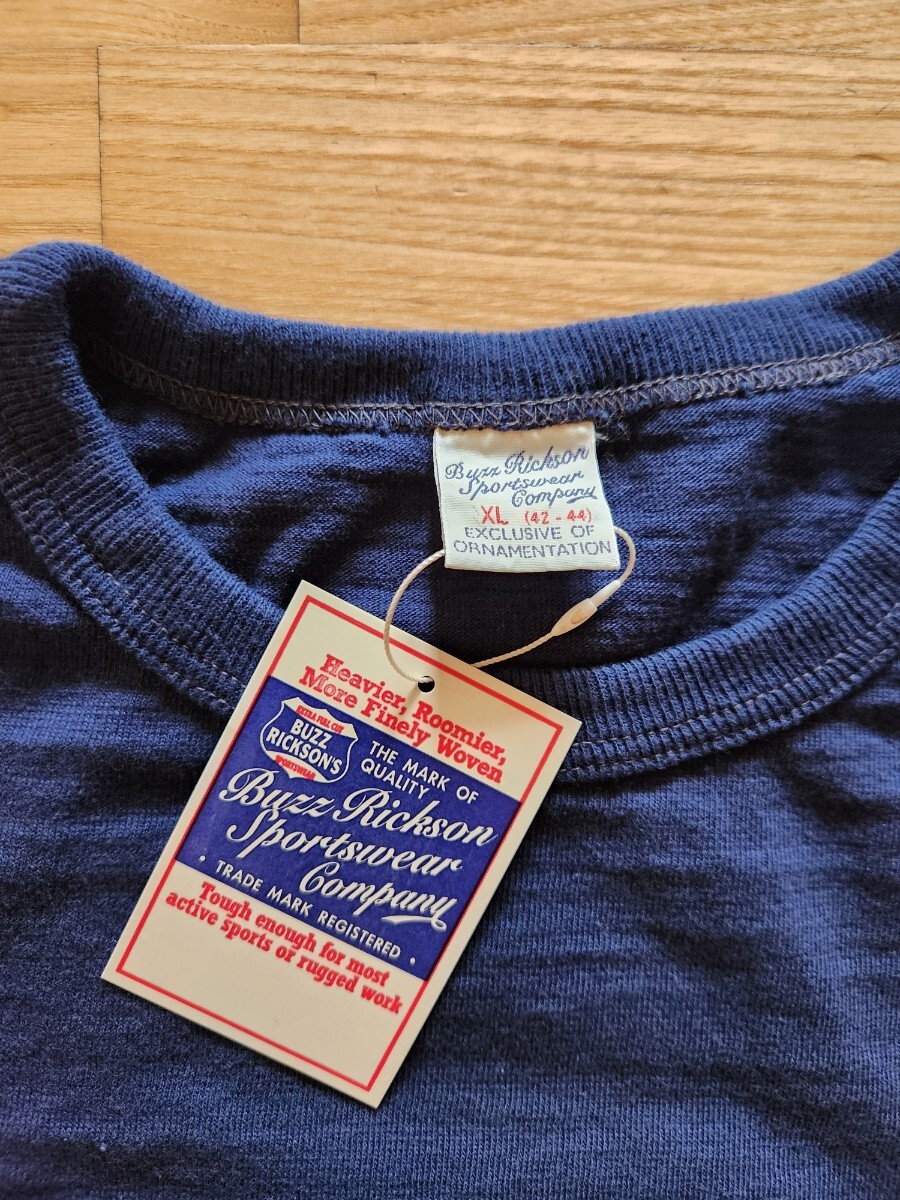 Buzz Rickson
Sportswear
Company
XL (42 - 44)
EXCLUSIVE OF
ORNAMENTATION
Heavier, Roomier,
More Finely Woven
EXTRA FULL CUT
BUZZ
RICKSON'S
SPORTSWEAR
THE MARK OF
QUALITY
Buzz Rickson
Sportswear
Company
· TRADE MARK REGISTERED ·
Tough enough for most
active sports or rugged work